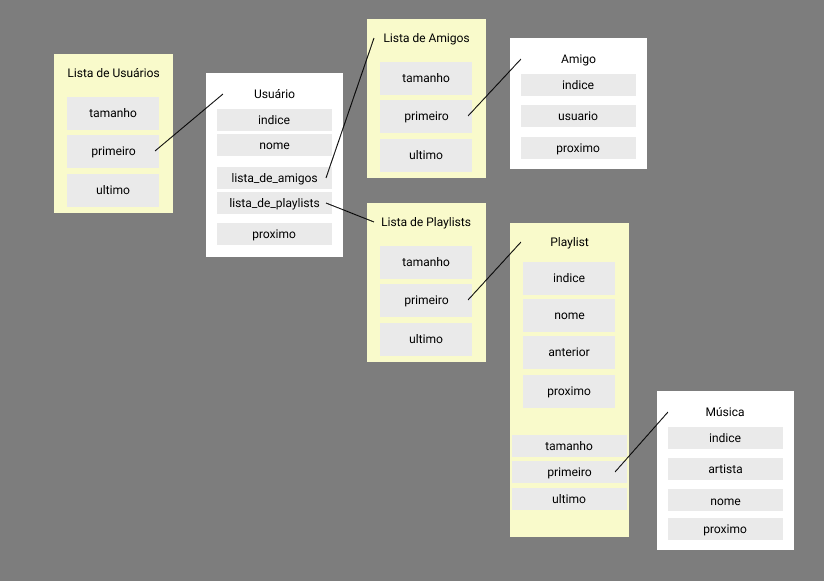 Lista de Usuários
tamanho
primeiro
ultimo
Usuário
indice
nome
lista_de_amigos
lista_de_playlists
proximo
Lista de Amigos
tamanho
primeiro
ultimo
Amigo
indice
usuario
proximo
Lista de Playlists
tamanho
primeiro
ultimo
Playlist
indice
nome
anterior
proximo
tamanho
primeiro
ultimo
Música
indice
artista
nome
proximo